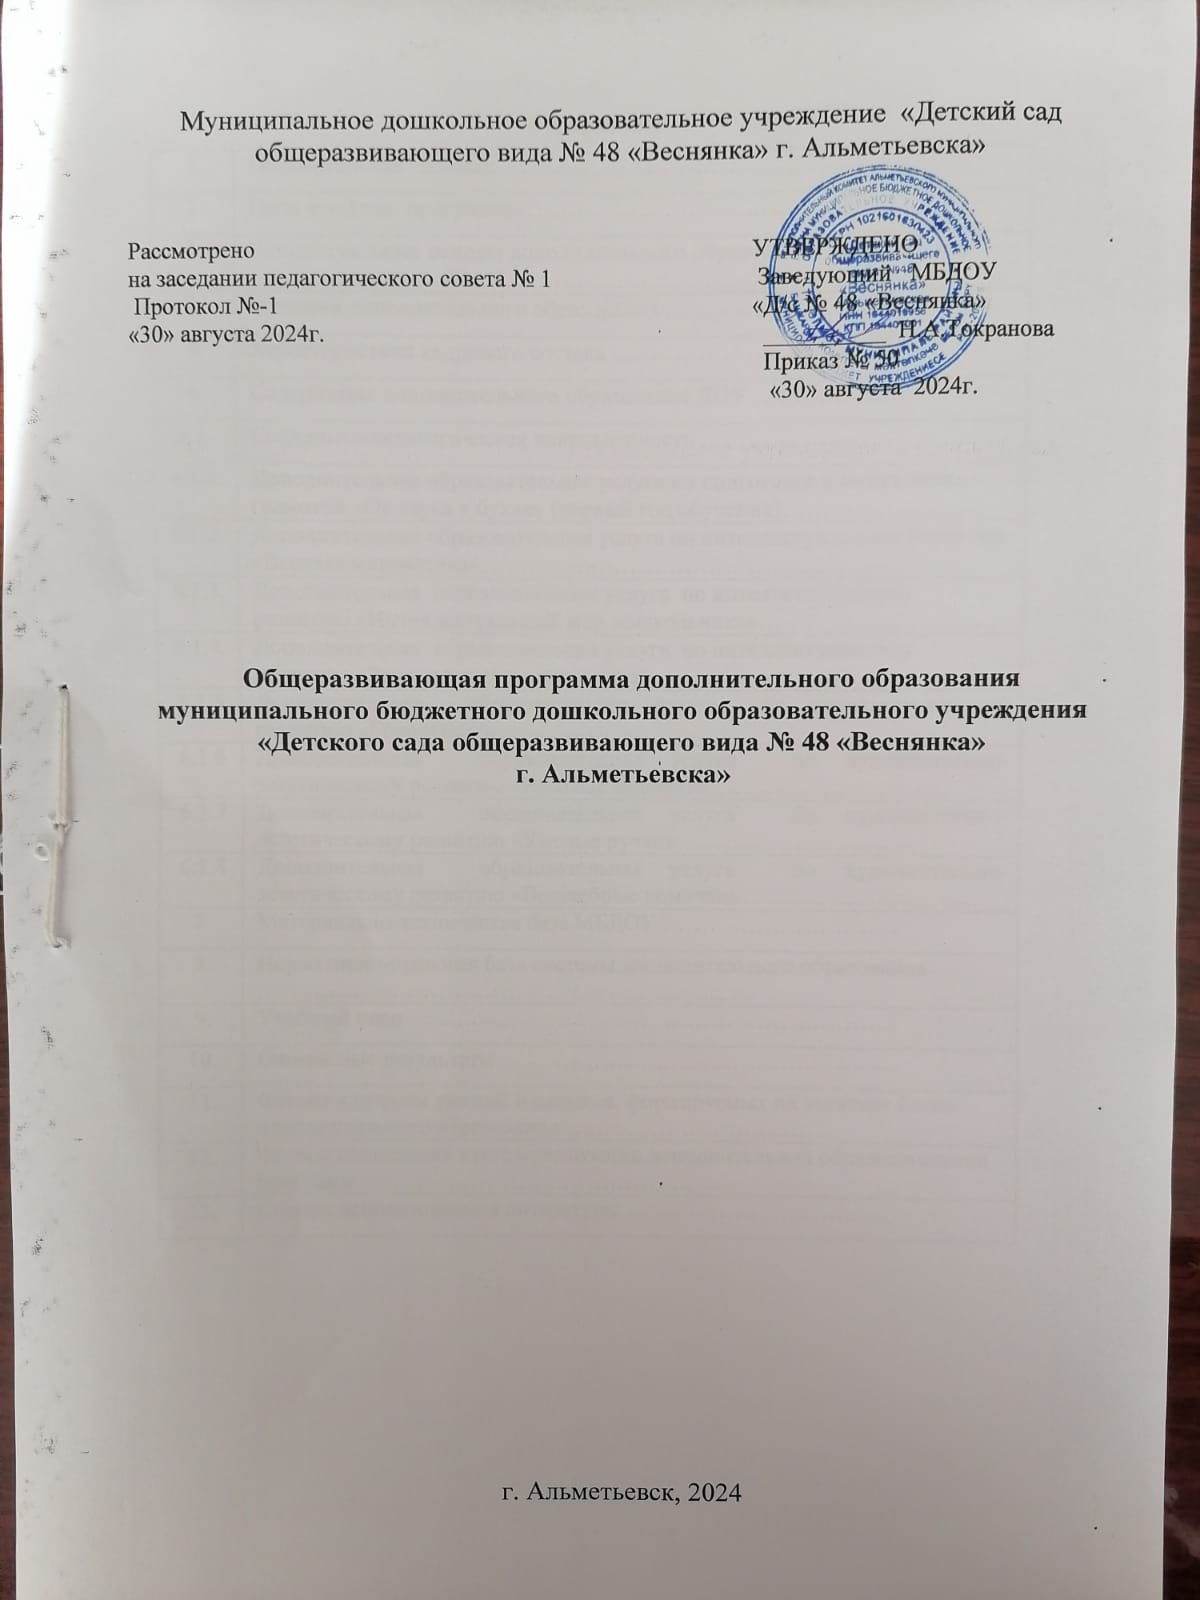 Муниципальное дошкольное образовательное учреждение «Детский сад
общеразвивающего вида № 48 «Веснянка» г. Альметьевска»
Рассмотрено
на заседании педагогического совета № 1
Протокол №-1
«30» августа 2024г.
УТВЕРЖДЕНО
Заведующий МБДОУ
«Д/с № 48 «Веснянка»
____________ Н.А.Токранова
Приказ № 50
«30» августа 2024г.
Общеразвивающая программа дополнительного образования
муниципального бюджетного дошкольного образовательного учреждения
«Детского сада общеразвивающего вида № 48 «Веснянка»
г. Альметьевска»
г. Альметьевск, 2024